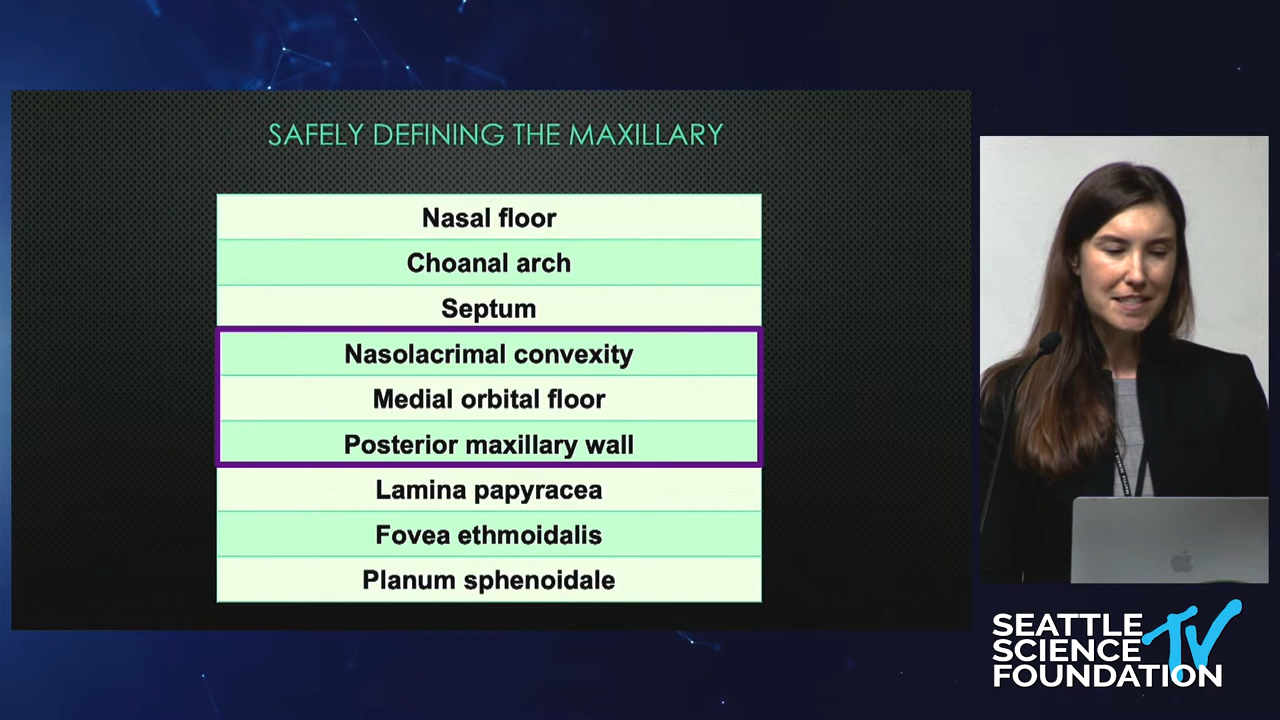 SAFELY DEFINING THE MAXILLARY
Nasal floor
Choanal arch
Septum
Nasolacrimal convexity
Medial orbital floor
Posterior maxillary wall
Lamina papyracea
Fovea ethmoidalis
Planum sphenoidale
SEATTLE
SCIENCE
FOUNDATION
TV